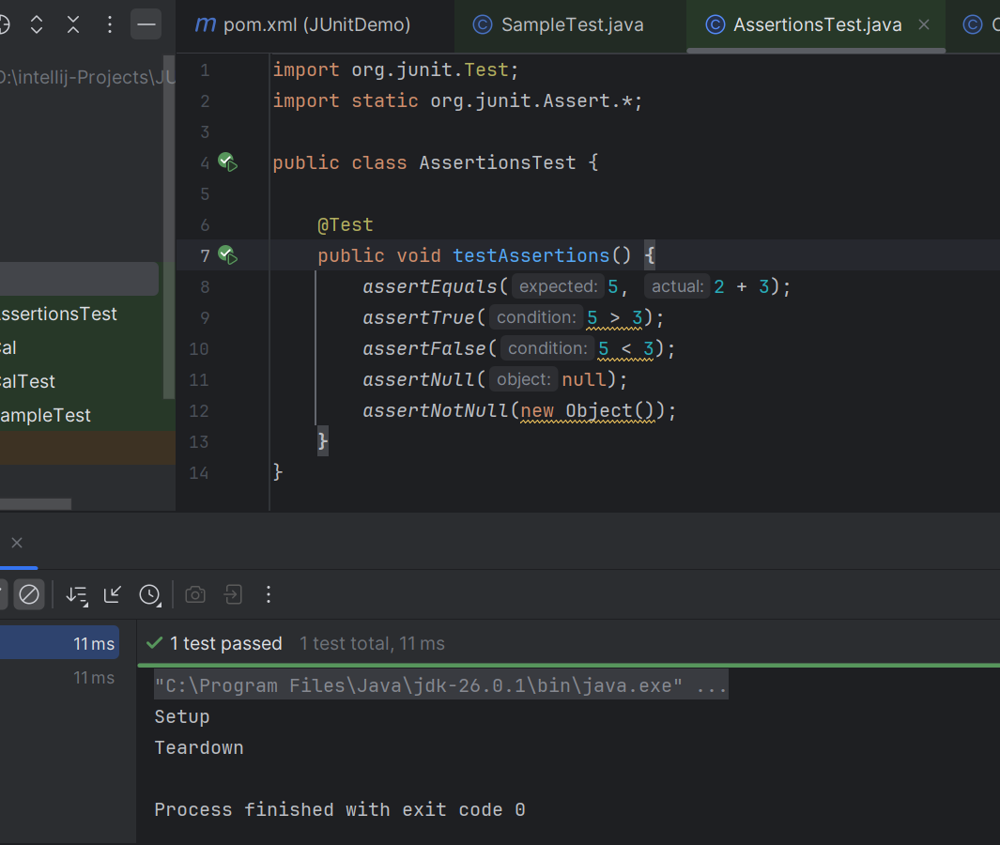 pom.xml (JUnitDemo) SampleTest.java AssertionsTest.java
D:\intellij-Projects\JU
ssertionsTest
al
alTest
ampleTest
1 import org.junit.Test;
2 import static org.junit.Assert.*;
3
4 public class AssertionsTest {
5
6 @Test
7 public void testAssertions() {
8 assertEquals( expected: 5, actual: 2 + 3);
9 assertTrue( condition: 5 > 3);
10 assertFalse( condition: 5 < 3);
11 assertNull( object: null);
12 assertNotNull(new Object());
13 }
14 }
11 ms
11 ms
1 test passed 1 test total, 11 ms
"C:\Program Files\Java\jdk-26.0.1\bin\java.exe" ...
Setup
Teardown
Process finished with exit code 0